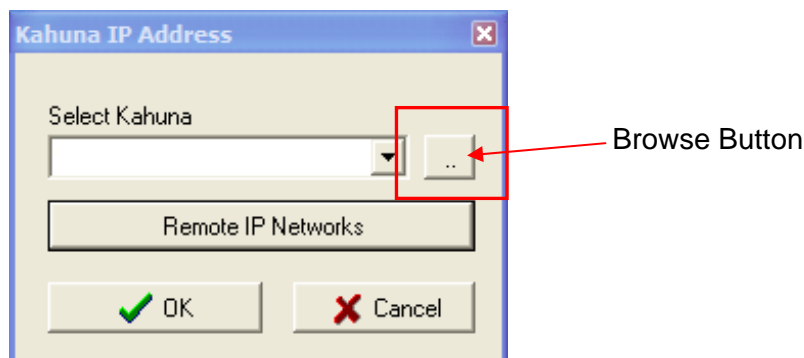 Kahuna IP Address
Select Kahuna
..
Browse Button
Remote IP Networks
OK
Cancel